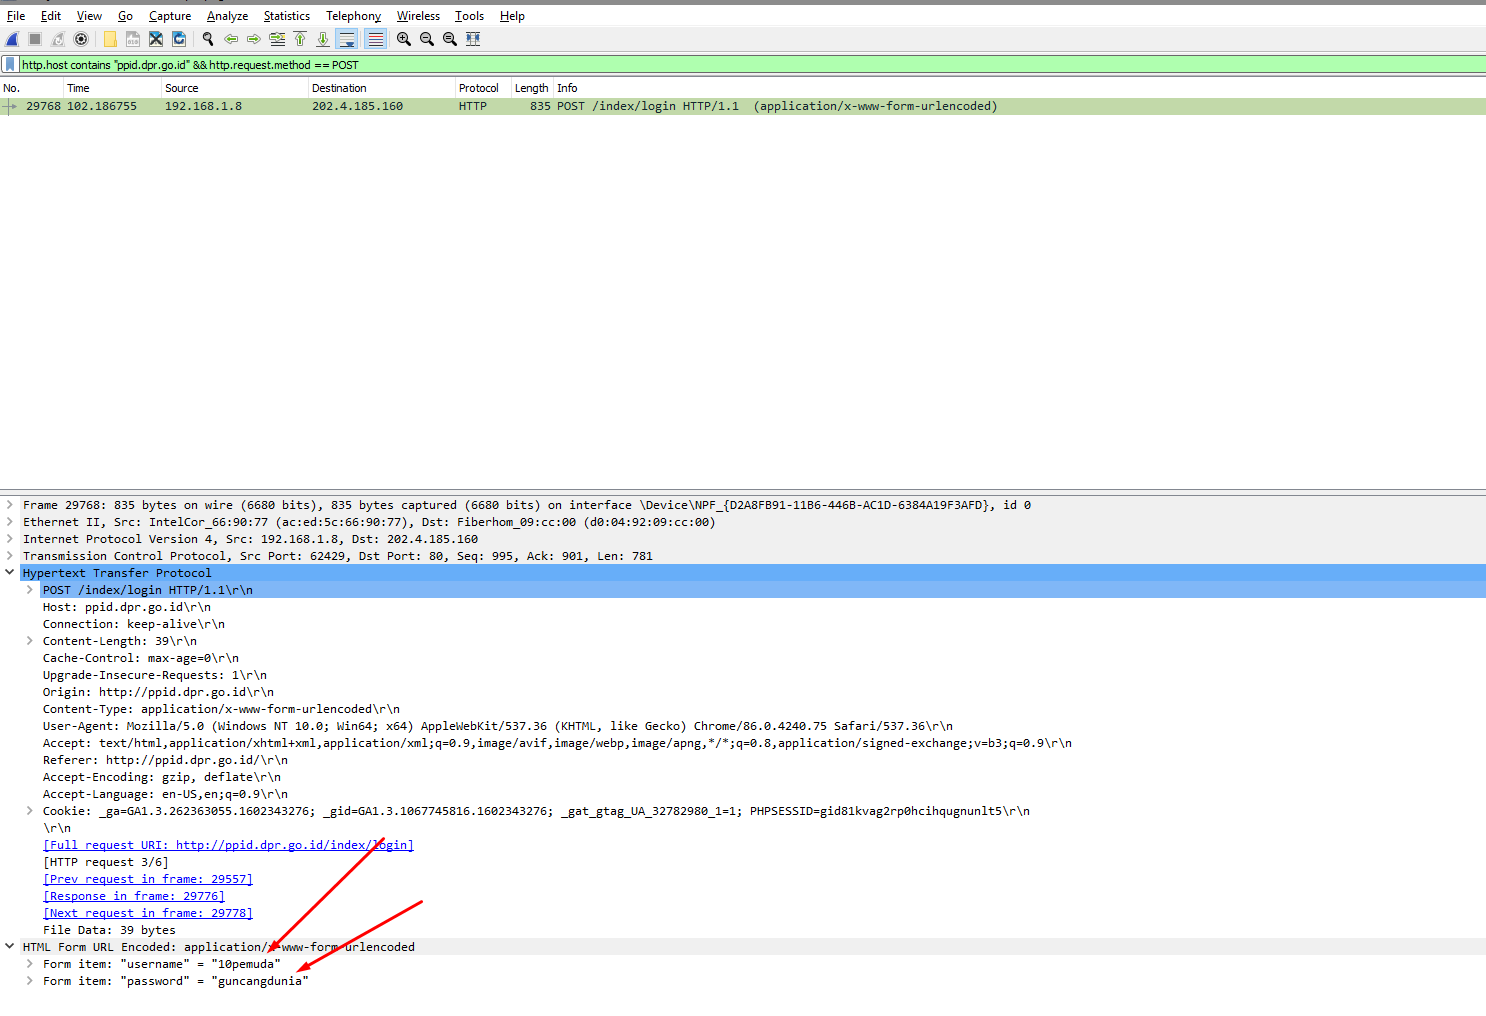 File Edit View Go Capture Analyze Statistics Telephony Wireless Tools Help
http.host contains "ppid.dpr.go.id" && http.request.method == POST
No. Time Source Destination Protocol Length Info
29768 102.186755 192.168.1.8 202.4.185.160 HTTP 835 POST /index/login HTTP/1.1 (application/x-www-form-urlencoded)
Frame 29768: 835 bytes on wire (6680 bits), 835 bytes captured (6680 bits) on interface \Device\NPF_{D2A8FB91-11B6-446B-AC1D-6384A19F3AFD}, id 0
Ethernet II, Src: IntelCor_66:90:77 (ac:ed:5c:66:90:77), Dst: Fiberhom_09:cc:00 (d0:04:92:09:cc:00)
Internet Protocol Version 4, Src: 192.168.1.8, Dst: 202.4.185.160
Transmission Control Protocol, Src Port: 62429, Dst Port: 80, Seq: 995, Ack: 901, Len: 781
Hypertext Transfer Protocol
POST /index/login HTTP/1.1\r\n
Host: ppid.dpr.go.id\r\n
Connection: keep-alive\r\n
Content-Length: 39\r\n
Cache-Control: max-age=0\r\n
Upgrade-Insecure-Requests: 1\r\n
Origin: http://ppid.dpr.go.id\r\n
Content-Type: application/x-www-form-urlencoded\r\n
User-Agent: Mozilla/5.0 (Windows NT 10.0; Win64; x64) AppleWebKit/537.36 (KHTML, like Gecko) Chrome/86.0.4240.75 Safari/537.36\r\n
Accept: text/html,application/xhtml+xml,application/xml;q=0.9,image/avif,image/webp,image/apng,*/*;q=0.8,application/signed-exchange;v=b3;q=0.9\r\n
Referer: http://ppid.dpr.go.id/\r\n
Accept-Encoding: gzip, deflate\r\n
Accept-Language: en-US,en;q=0.9\r\n
Cookie: _ga=GA1.3.262363055.1602343276; _gid=GA1.3.1067745816.1602343276; _gat_gtag_UA_32782980_1=1; PHPSESSID=gid81kvag2rp0hcihqugnunlt5\r\n
\r\n
[Full request URI: http://ppid.dpr.go.id/index/login]
[HTTP request 3/6]
[Prev request in frame: 29557]
[Response in frame: 29776]
[Next request in frame: 29778]
File Data: 39 bytes
HTML Form URL Encoded: application/x-www-form-urlencoded
Form item: "username" = "10pemuda"
Form item: "password" = "guncangdunia"